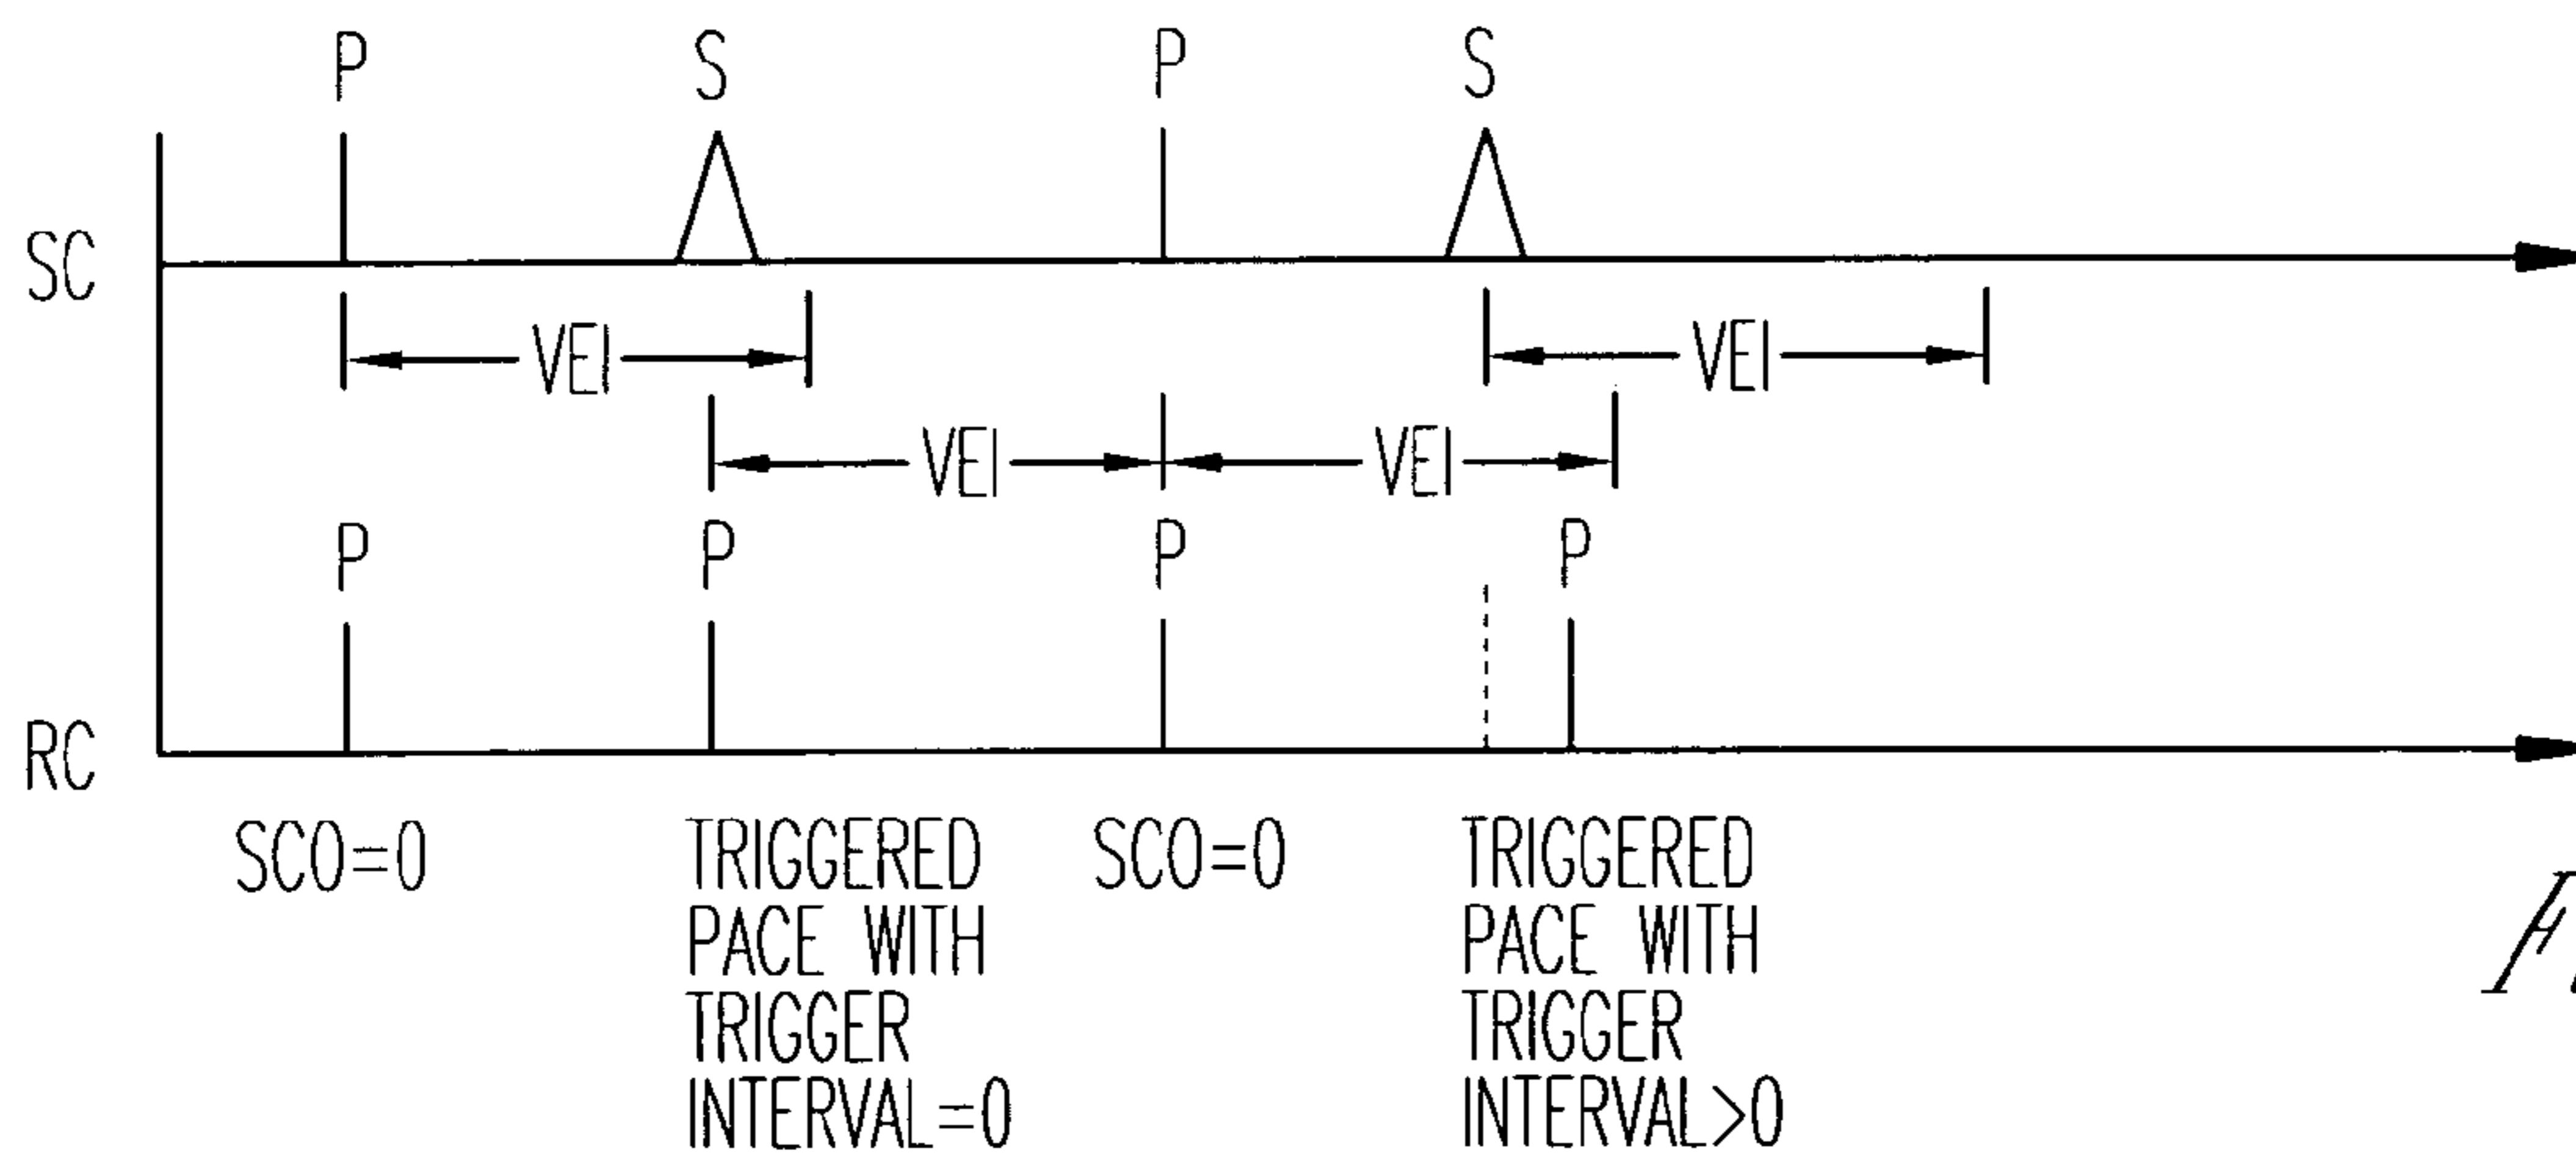 P S P S
SC
VEI VEI
VEI VEI
P P P P
RC
SCO=0 TRIGGERED PACE WITH TRIGGER INTERVAL=0 SCO=0 TRIGGERED PACE WITH TRIGGER INTERVAL>0